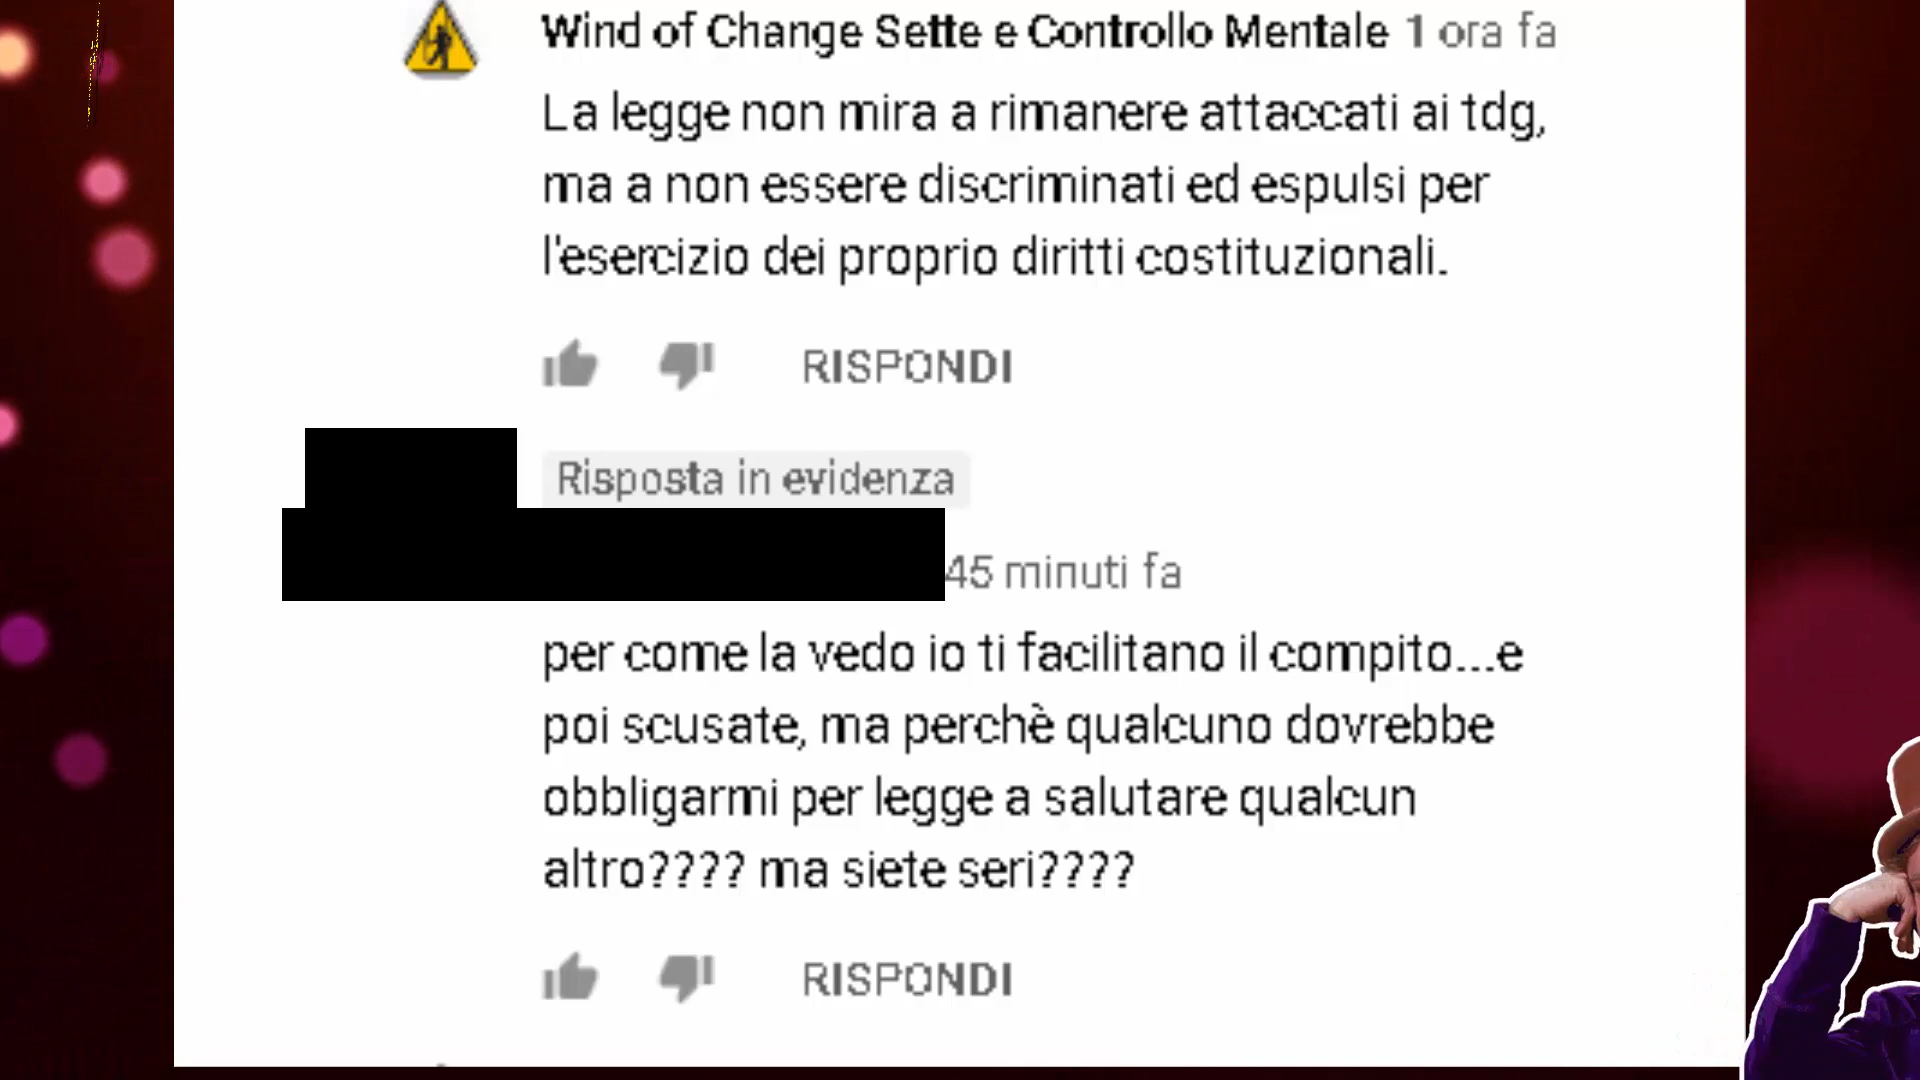 Wind of Change Sette e Controllo Mentale 1 ora fa
La legge non mira a rimanere attaccati ai tdg,
ma a non essere discriminati ed espulsi per
l'esercizio dei proprio diritti costituzionali.
RISPONDI
Risposta in evidenza
45 minuti fa
per come la vedo io ti facilitano il compito...e
poi scusate, ma perchè qualcuno dovrebbe
obbligarmi per legge a salutare qualcun
altro???? ma siete seri????
RISPONDI